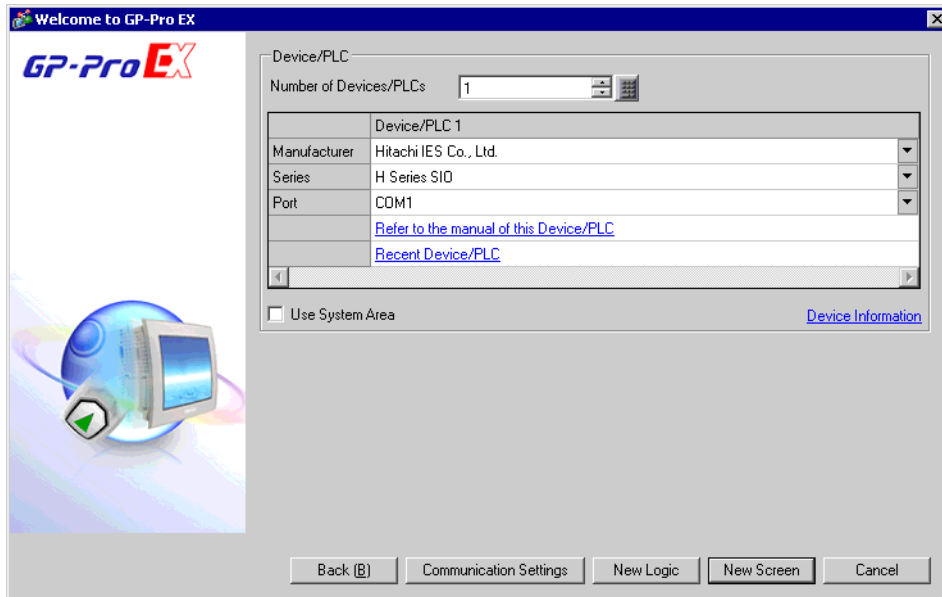 Welcome to GP-Pro EX
GP-Pro EX
Device/PLC
Number of Devices/PLCs 1
Device/PLC 1
Manufacturer Hitachi IES Co., Ltd.
Series H Series SIO
Port COM1
Refer to the manual of this Device/PLC
Recent Device/PLC
Use System Area Device Information
Back (B) Communication Settings New Logic New Screen Cancel